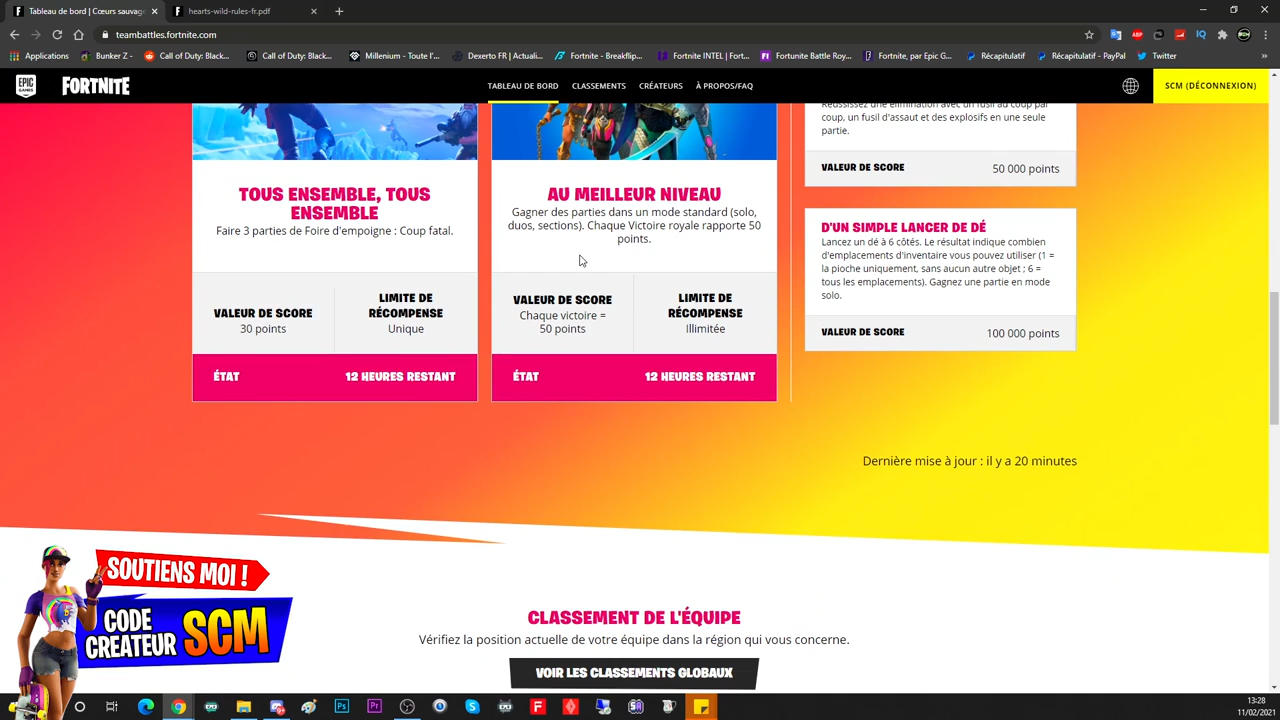 Tableau de bord | Cœurs sauvag
hearts-wild-rules-fr.pdf
teambattles.fortnite.com
Applications
Bunker Z -
Call of Duty: Black...
Call of Duty: Black...
Millenium - Toute l'...
Dexerto FR | Actuali...
Fortnite - Breakflip...
Fortnite INTEL | Fort...
Fortunite Battle Roy...
Fortnite, par Epic G...
Récapitulatif
Récapitulatif - PayPal
Twitter
EPIC GAMES
FORTNITE
TABLEAU DE BORD
CLASSEMENTS
CRÉATEURS
À PROPOS/FAQ
SCM (DÉCONNEXION)
TOUS ENSEMBLE, TOUS
ENSEMBLE
Faire 3 parties de Foire d'empoigne : Coup fatal.
VALEUR DE SCORE
30 points
LIMITE DE
RÉCOMPENSE
Unique
ÉTAT
12 HEURES RESTANT
AU MEILLEUR NIVEAU
Gagner des parties dans un mode standard (solo,
duos, sections). Chaque Victoire royale rapporte 50
points.
VALEUR DE SCORE
Chaque victoire =
50 points
LIMITE DE
RÉCOMPENSE
Illimitée
ÉTAT
12 HEURES RESTANT
Réussissez une élimination avec un fusil au coup par
coup, un fusil d'assaut et des explosifs en une seule
partie.
VALEUR DE SCORE
50 000 points
D'UN SIMPLE LANCER DE DÉ
Lancez un dé à 6 côtés. Le résultat indique combien
d'emplacements d'inventaire vous pouvez utiliser (1 =
la pioche uniquement, sans aucun autre objet ; 6 =
tous les emplacements). Gagnez une partie en mode
solo.
VALEUR DE SCORE
100 000 points
Dernière mise à jour : il y a 20 minutes
SOUTIENS MOI !
CODE
CRÉATEUR SCM
CLASSEMENT DE L'ÉQUIPE
Vérifiez la position actuelle de votre équipe dans la région qui vous concerne.
VOIR LES CLASSEMENTS GLOBAUX
13:28
11/02/2021